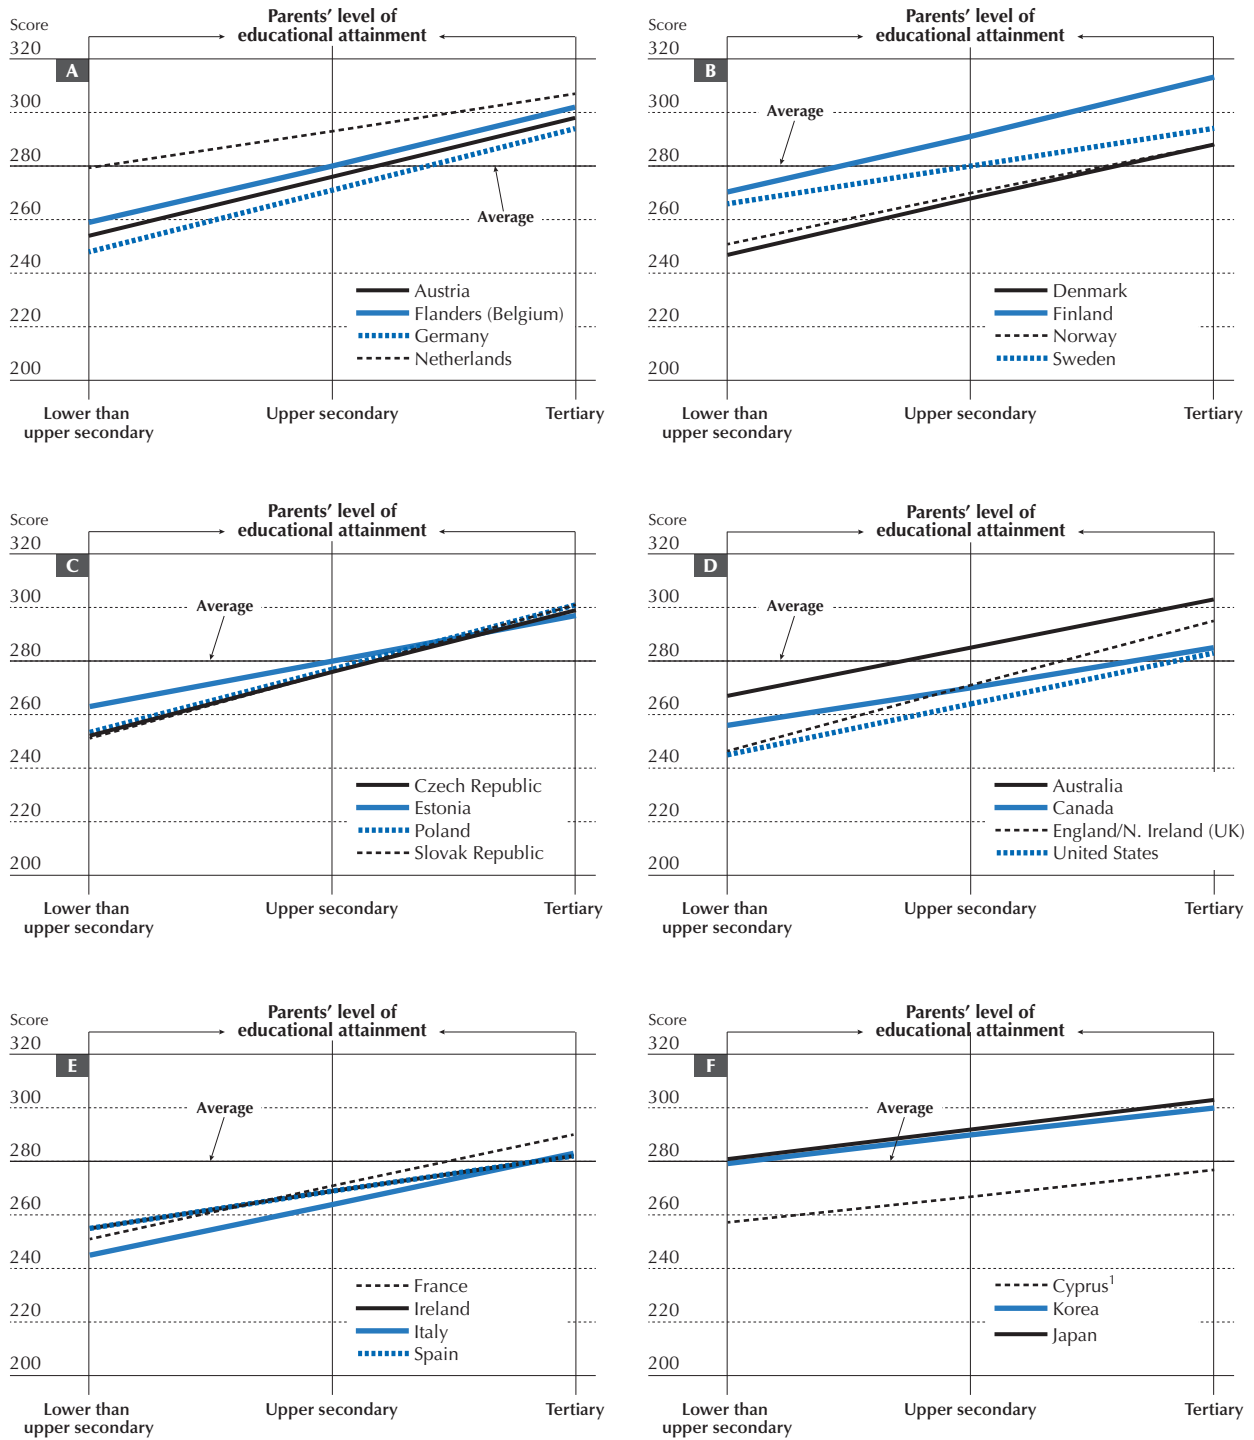 Score
Parents' level of
educational attainment
320
A
300
280
260
Average
240
220
200
Austria
Flanders (Belgium)
Germany
Netherlands
Lower than
upper secondary
Upper secondary
Tertiary
Score
Parents' level of
educational attainment
320
B
300
Average
280
260
240
220
200
Denmark
Finland
Norway
Sweden
Lower than
upper secondary
Upper secondary
Tertiary
Score
Parents' level of
educational attainment
320
C
300
Average
280
260
240
220
200
Czech Republic
Estonia
Poland
Slovak Republic
Lower than
upper secondary
Upper secondary
Tertiary
Score
Parents' level of
educational attainment
320
D
300
Average
280
260
240
220
200
Australia
Canada
England/N. Ireland (UK)
United States
Lower than
upper secondary
Upper secondary
Tertiary
Score
Parents' level of
educational attainment
320
E
300
Average
280
260
240
220
200
France
Ireland
Italy
Spain
Lower than
upper secondary
Upper secondary
Tertiary
Score
Parents' level of
educational attainment
320
F
300
Average
280
260
240
220
200
Cyprus¹
Korea
Japan
Lower than
upper secondary
Upper secondary
Tertiary